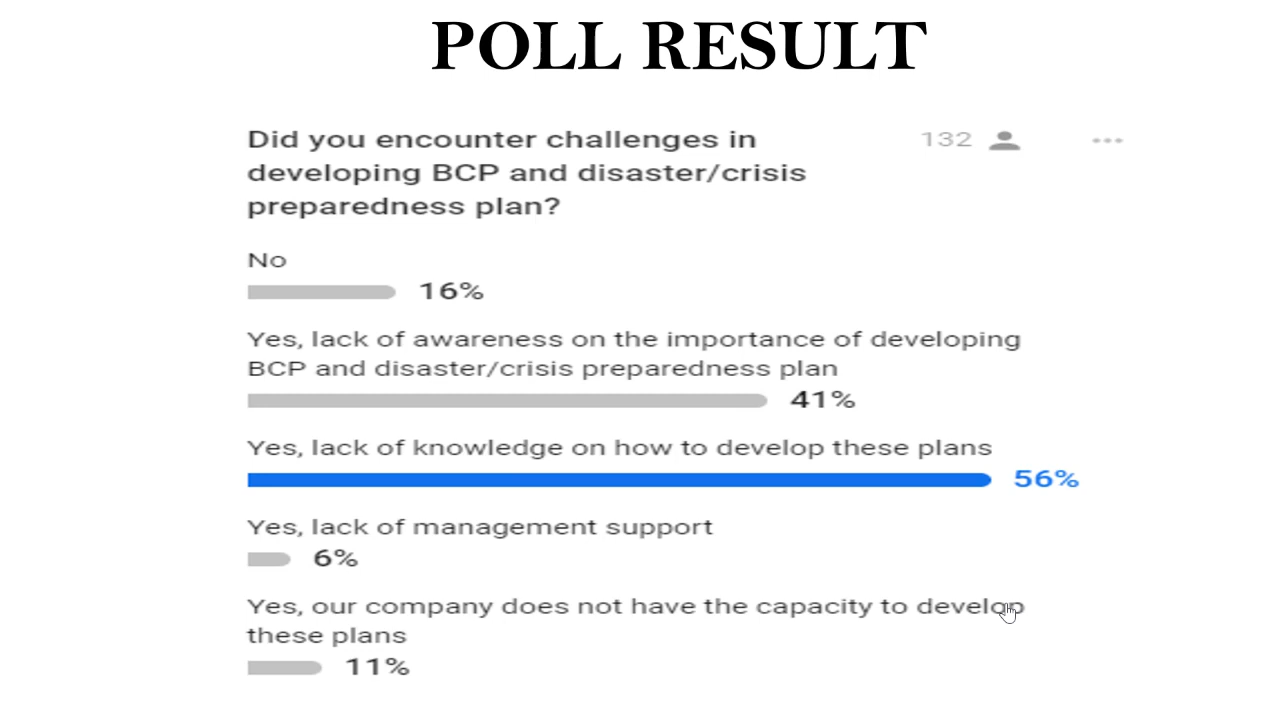 POLL RESULT
Did you encounter challenges in
132
developing BCP and disaster/crisis
preparedness plan?
No
16%
Yes, lack of awareness on the importance of developing
BCP and disaster/crisis preparedness plan
41%
Yes, lack of knowledge on how to develop these plans
56%
Yes, lack of management support
6%
Yes, our company does not have the capacity to develop
these plans
11%